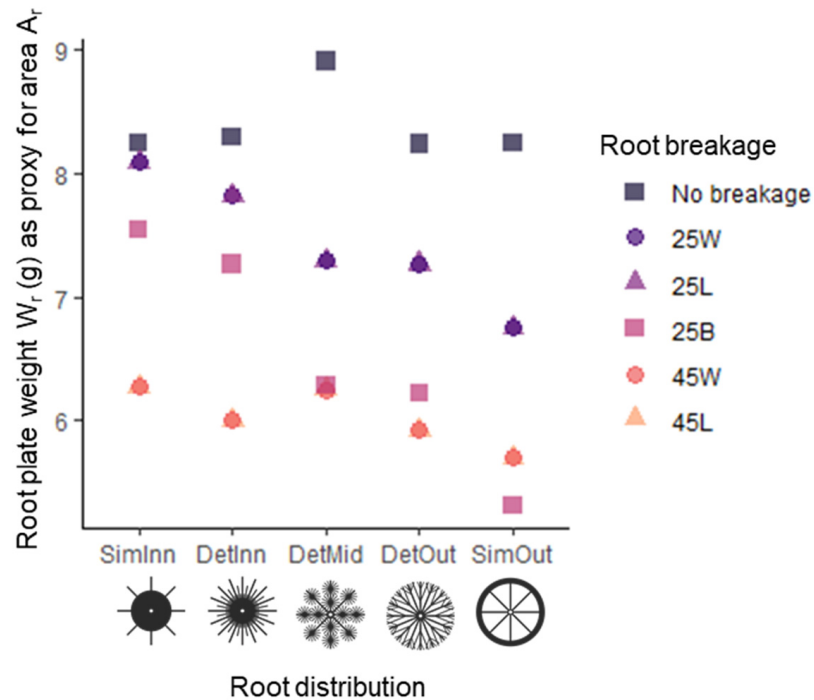 Root plate weight Wr (g) as proxy for area Ar
9
8
7
6
SimInn DetInn DetMid DetOut SimOut
Root distribution
Root breakage
No breakage
25W
25L
25B
45W
45L